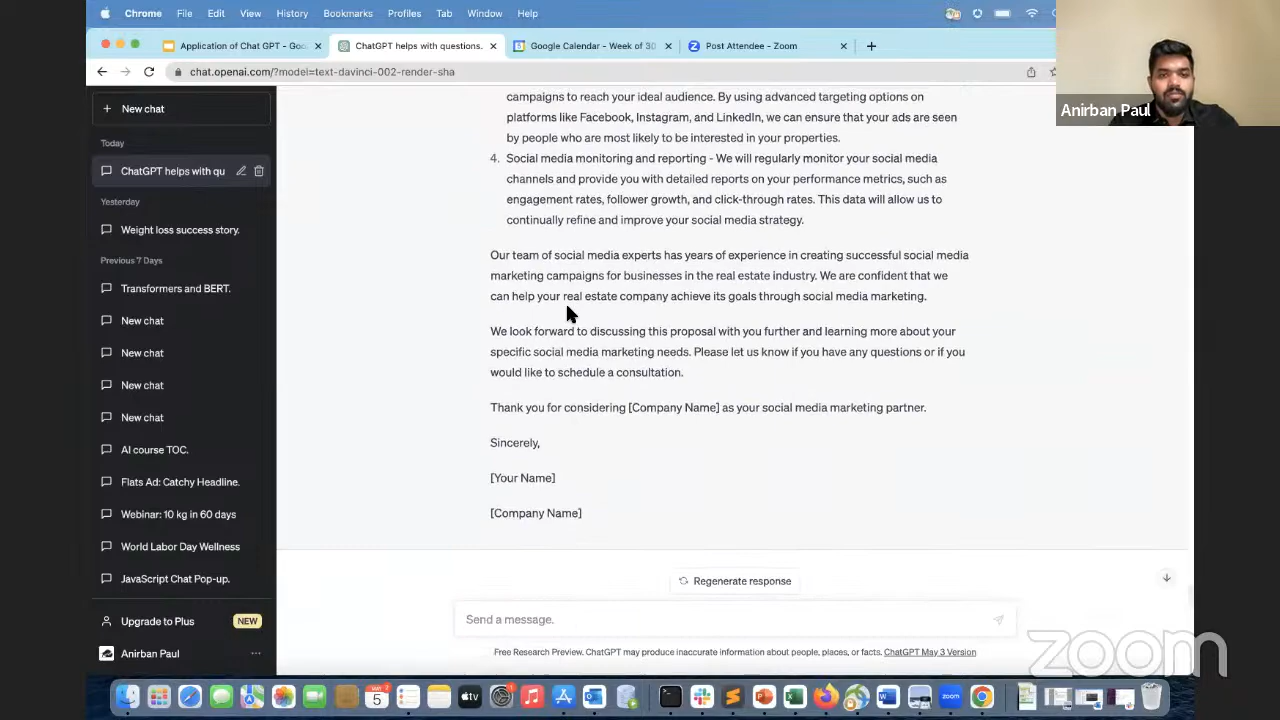 Chrome File Edit View History Bookmarks Profiles Tab Window Help
Application of Chat GPT - Goo
ChatGPT helps with questions.
Google Calendar - Week of 30
Post Attendee - Zoom
chat.openai.com/?model=text-davinci-002-render-sha
Anirban Paul
New chat
Today
ChatGPT helps with qu
Yesterday
Weight loss success story.
Previous 7 Days
Transformers and BERT.
New chat
New chat
New chat
New chat
AI course TOC.
Flats Ad: Catchy Headline.
Webinar: 10 kg in 60 days
World Labor Day Wellness
JavaScript Chat Pop-up.
Upgrade to Plus NEW
Anirban Paul
campaigns to reach your ideal audience. By using advanced targeting options on
platforms like Facebook, Instagram, and LinkedIn, we can ensure that your ads are seen
by people who are most likely to be interested in your properties.
4. Social media monitoring and reporting - We will regularly monitor your social media
channels and provide you with detailed reports on your performance metrics, such as
engagement rates, follower growth, and click-through rates. This data will allow us to
continually refine and improve your social media strategy.
Our team of social media experts has years of experience in creating successful social media
marketing campaigns for businesses in the real estate industry. We are confident that we
can help your real estate company achieve its goals through social media marketing.
We look forward to discussing this proposal with you further and learning more about your
specific social media marketing needs. Please let us know if you have any questions or if you
would like to schedule a consultation.
Thank you for considering [Company Name] as your social media marketing partner.
Sincerely,
[Your Name]
[Company Name]
Regenerate response
Send a message.
Free Research Preview. ChatGPT may produce inaccurate information about people, places, or facts. ChatGPT May 3 Version
zoom
5
tv
zoom